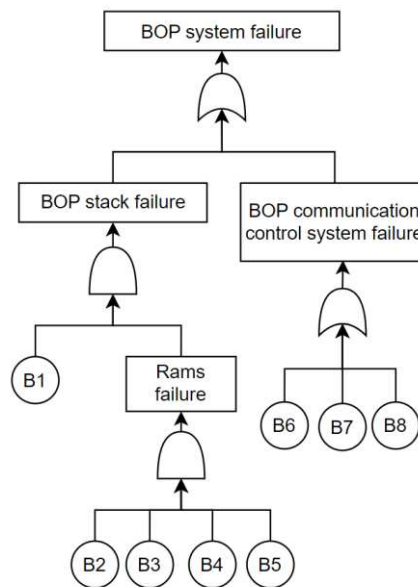 BOP system failure
BOP stack failure
BOP communication
control system failure
B1
Rams
failure
B6
B7
B8
B2
B3
B4
B5